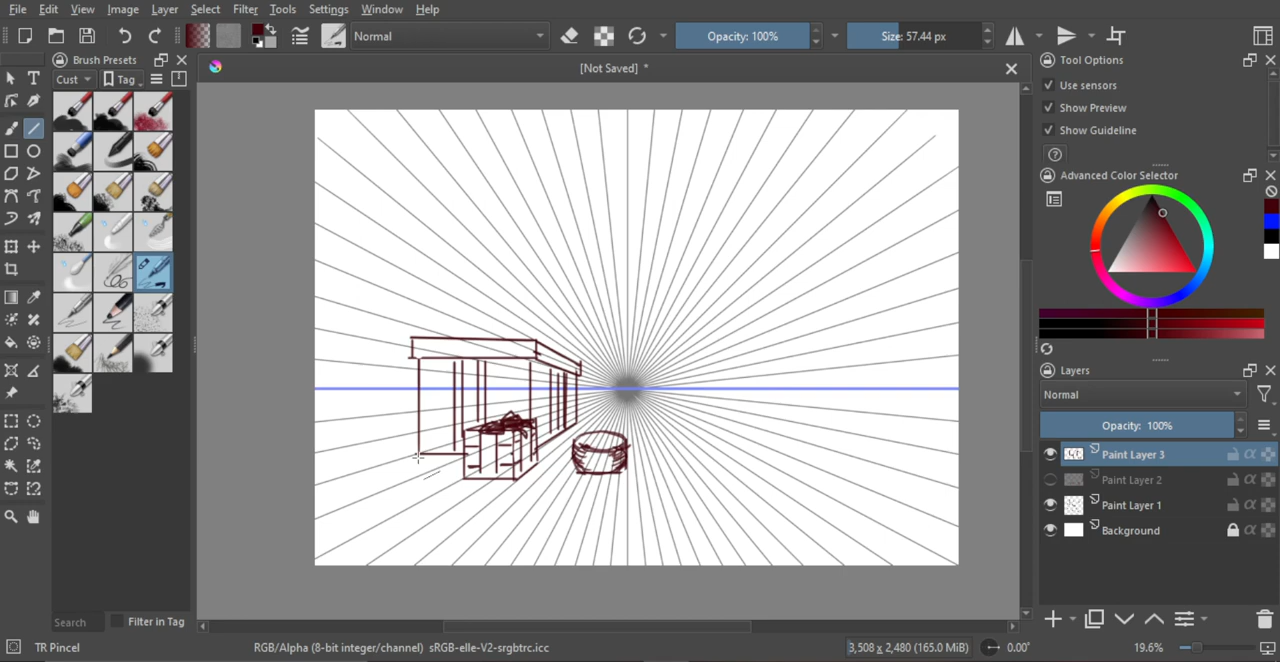 File Edit View Image Layer Select Filter Tools Settings Window Help
Normal
Opacity: 100%
Size: 57.44 px
Brush Presets
[Not Saved] *
Tool Options
Cust
Tag
Use sensors
Show Preview
Show Guideline
Advanced Color Selector
Layers
Normal
Opacity: 100%
Paint Layer 3
Paint Layer 2
Paint Layer 1
Background
Search
Filter in Tag
TR Pincel
RGB/Alpha (8-bit integer/channel) sRGB-elle-V2-srgbtrc.icc
3,508 x 2,480 (165.0 MiB)
0.00°
19.6%